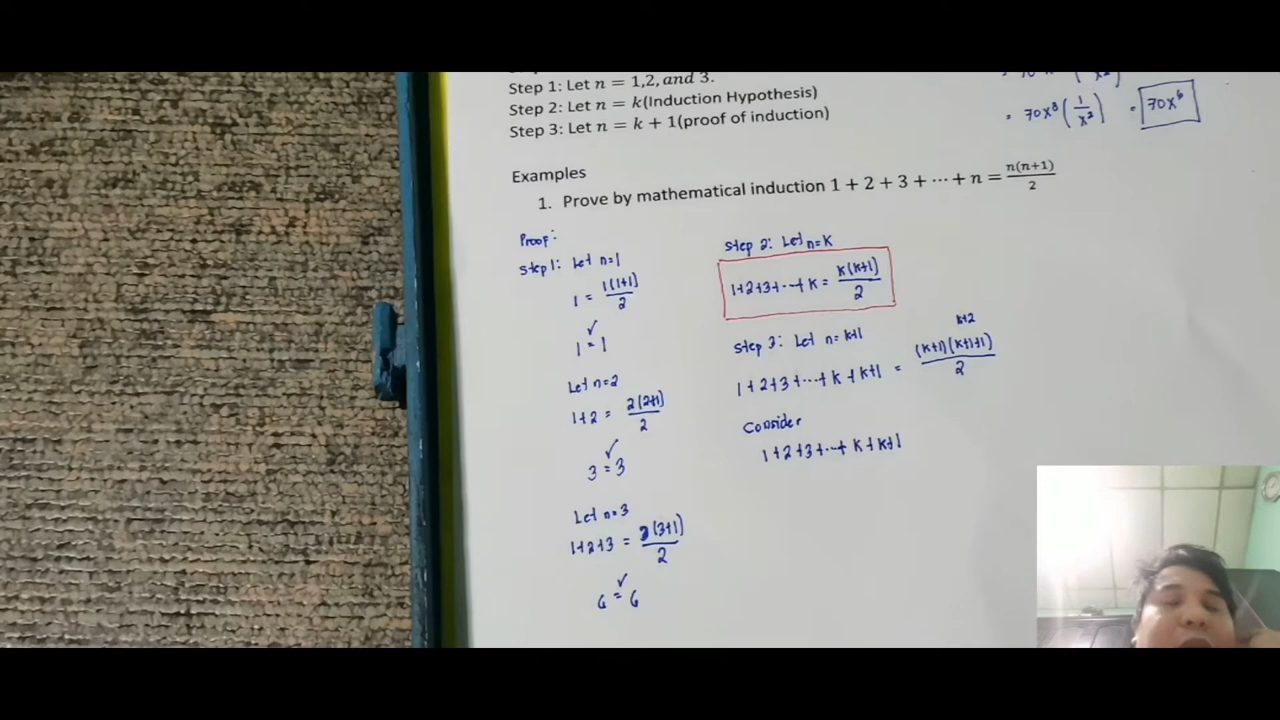 Step 1: Let n = 1,2, and 3.
Step 2: Let n = k(Induction Hypothesis)
Step 3: Let n = k + 1(proof of induction)
= 70x⁸ (1/x²) = 70x⁶
Examples
1. Prove by mathematical induction 1 + 2 + 3 + ⋯ + n = n(n+1)/2
Proof:
Step 1: Let n=1
1 = 1(1+1)/2
✓
1 = 1
Let n=2
1+2 = 2(2+1)/2
✓
3 = 3
Let n=3
1+2+3 = 3(3+1)/2
✓
6 = 6
Step 2: Let n=k
1+2+3+...+k = k(k+1)/2
Step 3: Let n=k+1
k+2
1+2+3+...+k+k+1 = (k+1)(k+1+1)/2
Consider
1+2+3+...+k+k+1